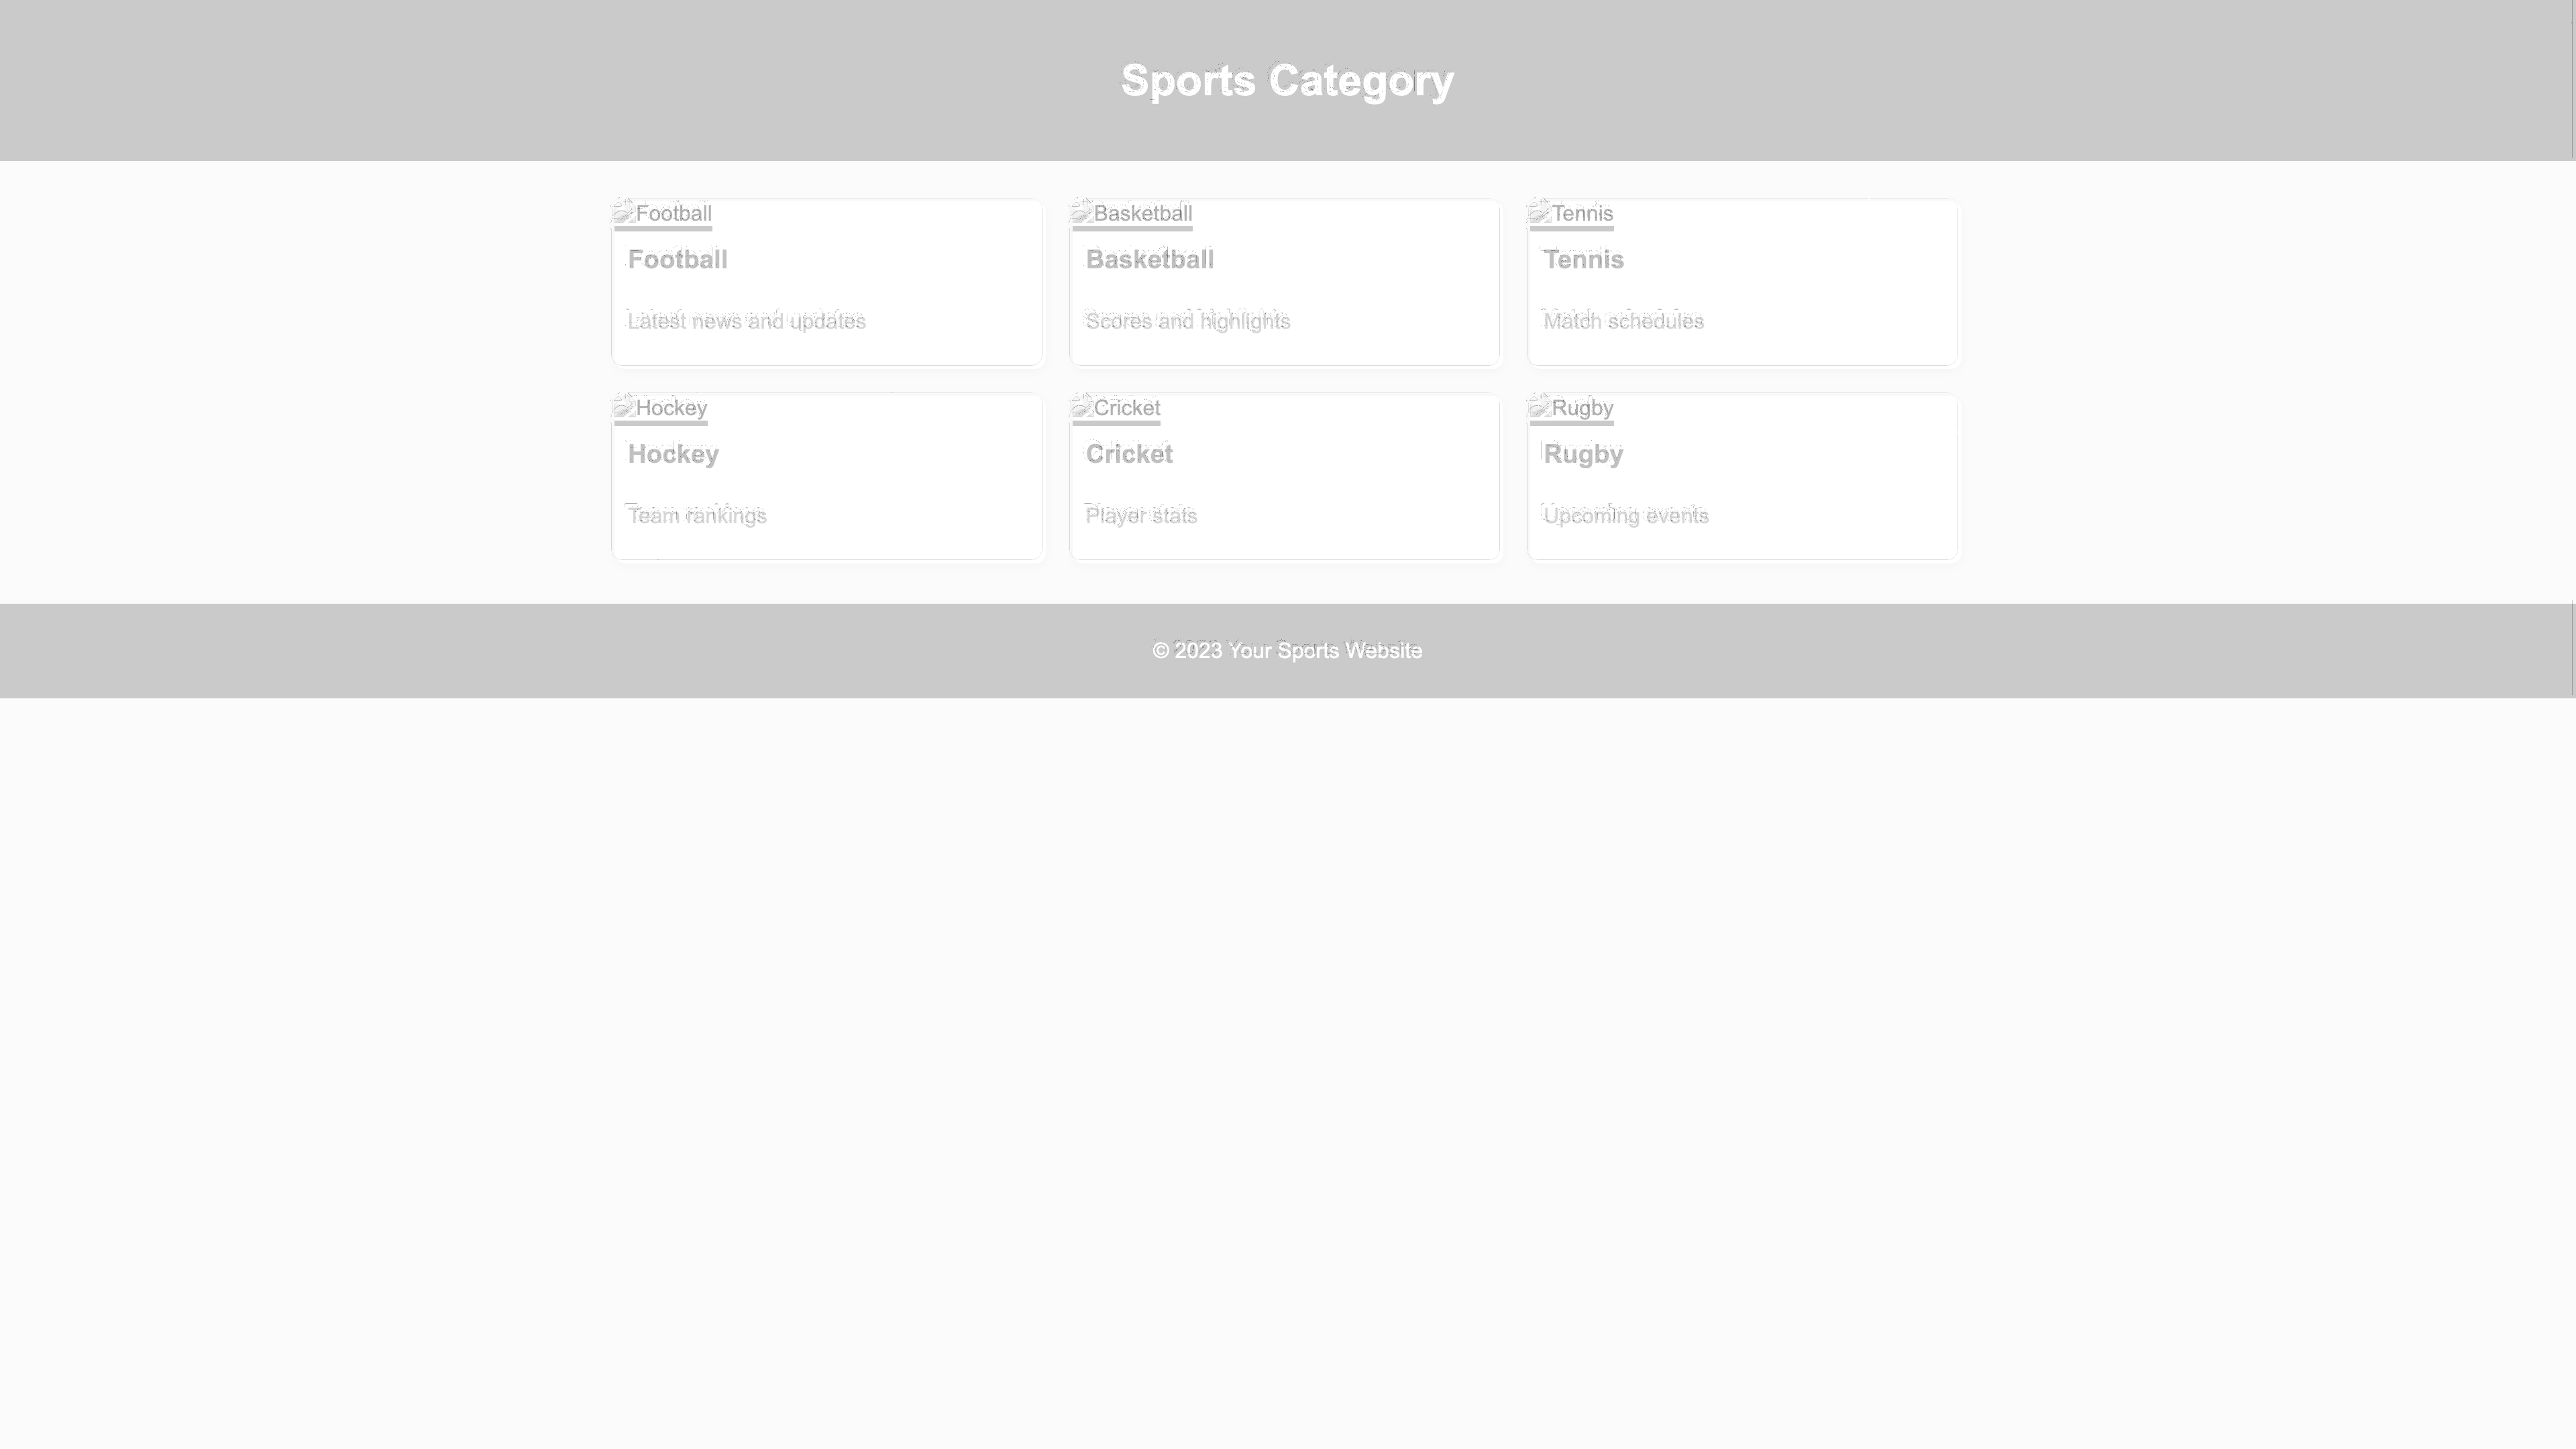 Sports Category
Football
Football
Latest news and updates
Basketball
Basketball
Scores and highlights
Tennis
Tennis
Match schedules
Hockey
Hockey
Team rankings
Cricket
Cricket
Player stats
Rugby
Rugby
Upcoming events
© 2023 Your Sports Website